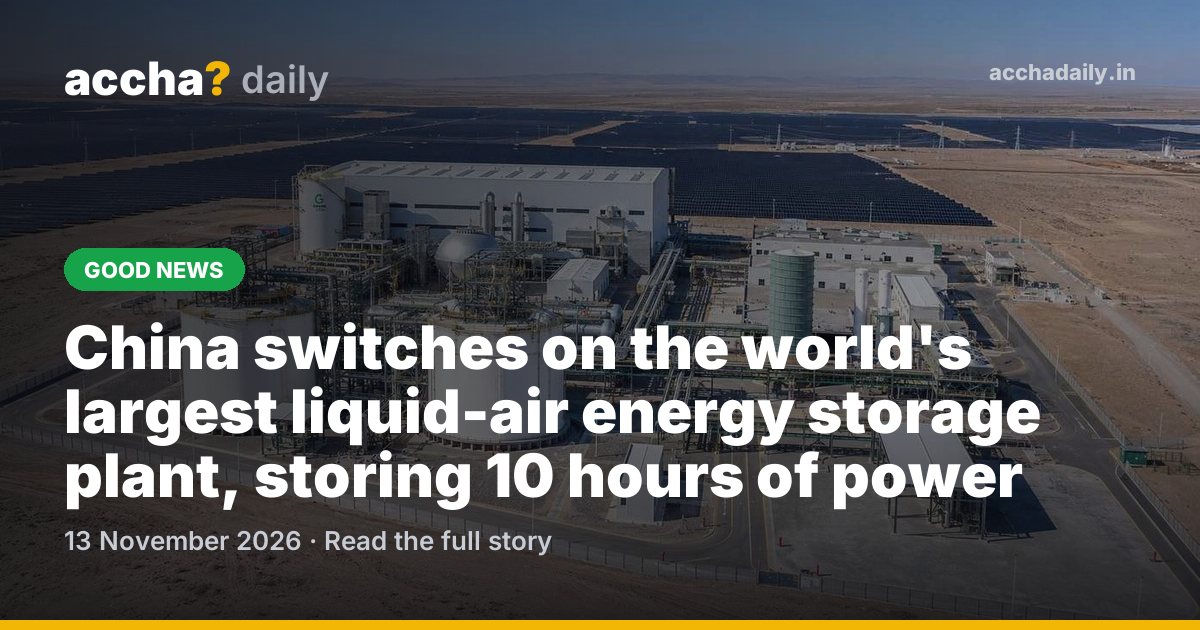 accha? daily
acchadaily.in
GOOD NEWS
China switches on the world's
largest liquid-air energy storage
plant, storing 10 hours of power
13 November 2026 · Read the full story